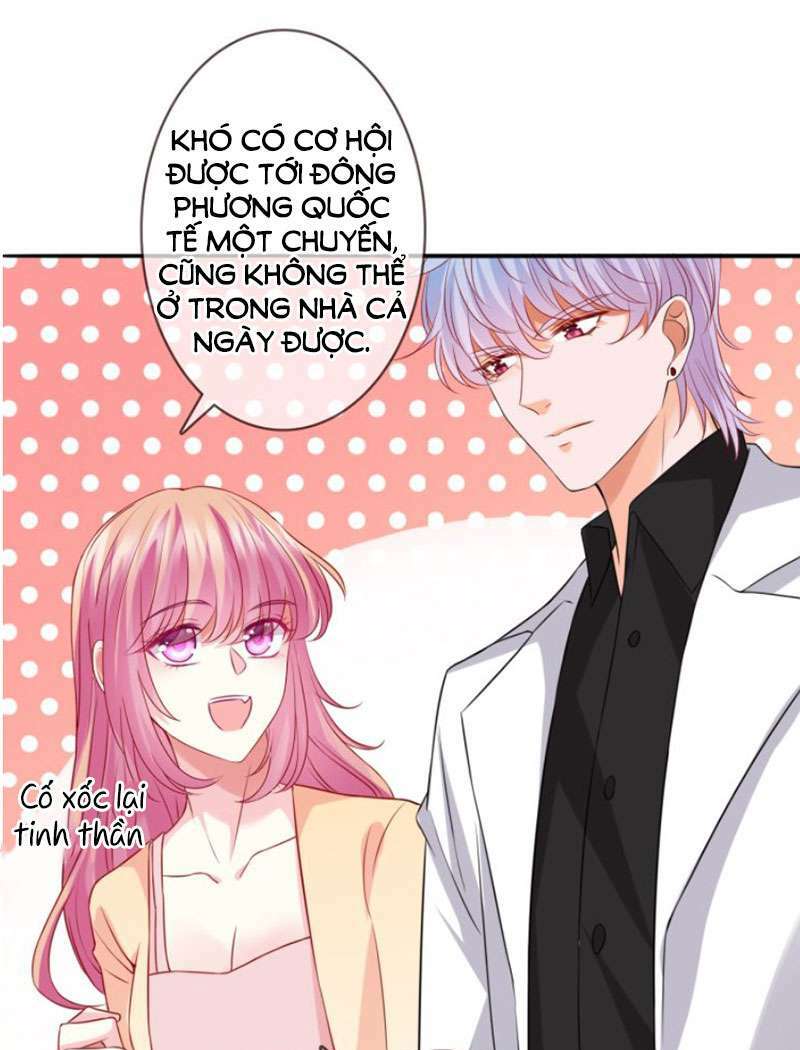 KHÓ CÓ CƠ HỘI
ĐƯỢC TỚI ĐÔNG
PHƯƠNG QUỐC
TẾ MỘT CHUYẾN,
CŨNG KHÔNG THỂ
Ở TRONG NHÀ CẢ
NGÀY ĐƯỢC.
Cố xốc lại
tinh thần